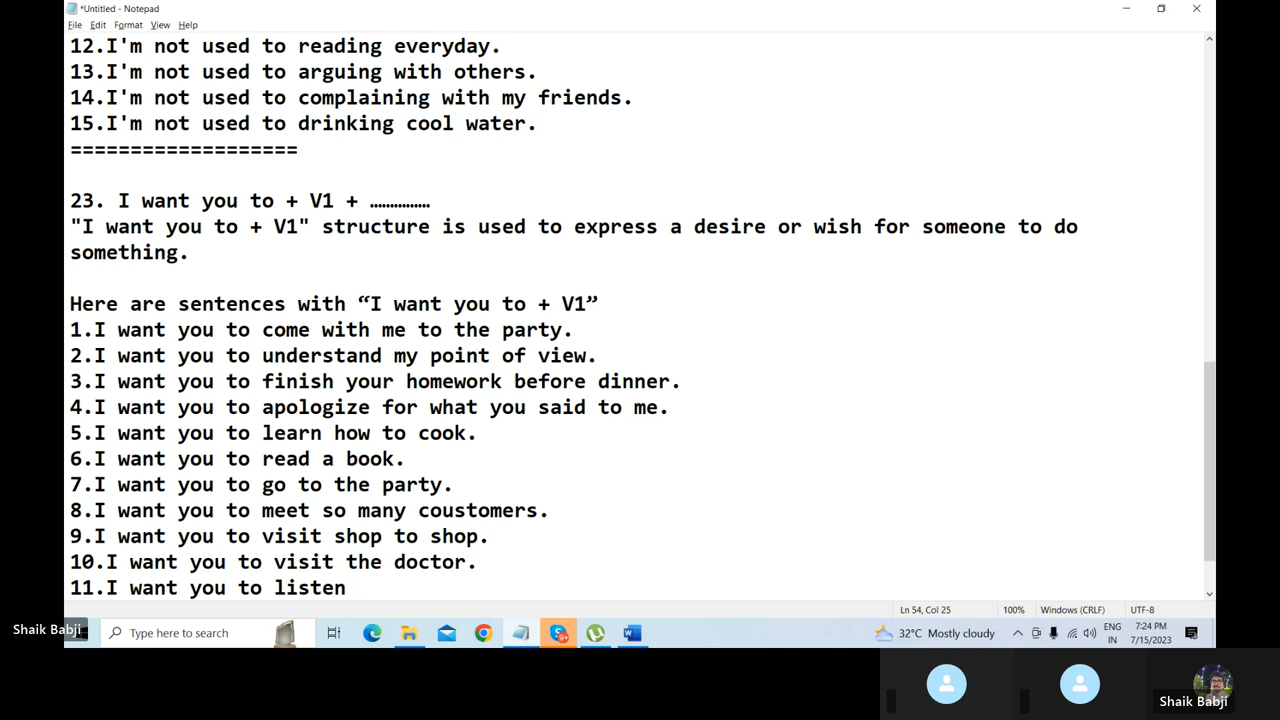 *Untitled - Notepad
File Edit Format View Help
12.I'm not used to reading everyday.
13.I'm not used to arguing with others.
14.I'm not used to complaining with my friends.
15.I'm not used to drinking cool water.
===================
23. I want you to + V1 + ……………
"I want you to + V1" structure is used to express a desire or wish for someone to do
something.
Here are sentences with “I want you to + V1”
1.I want you to come with me to the party.
2.I want you to understand my point of view.
3.I want you to finish your homework before dinner.
4.I want you to apologize for what you said to me.
5.I want you to learn how to cook.
6.I want you to read a book.
7.I want you to go to the party.
8.I want you to meet so many coustomers.
9.I want you to visit shop to shop.
10.I want you to visit the doctor.
11.I want you to listen
Ln 54, Col 25 100% Windows (CRLF) UTF-8
Shaik Babji
Type here to search
32°C Mostly cloudy
ENG
IN
7:24 PM
7/15/2023
Shaik Babji